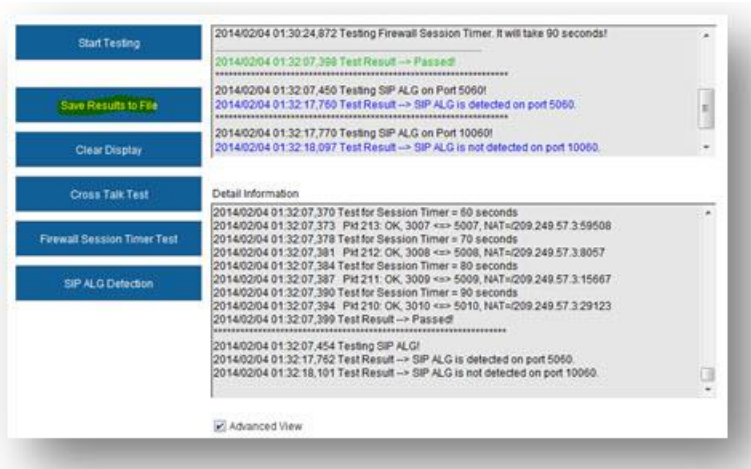 Start Testing
Save Results to File
Clear Display
Cross Talk Test
Firewall Session Timer Test
SIP ALG Detection
2014/02/04 01:30:24,872 Testing Firewall Session Timer. It will take 90 seconds!
2014/02/04 01:32:07,398 Test Result --> Passed!
******************************************************************
2014/02/04 01:32:07,450 Testing SIP ALG on Port 5060!
2014/02/04 01:32:17,760 Test Result --> SIP ALG is detected on port 5060.
******************************************************************
2014/02/04 01:32:17,770 Testing SIP ALG on Port 10060!
2014/02/04 01:32:18,097 Test Result --> SIP ALG is not detected on port 10060.
Detail Information
2014/02/04 01:32:07,370 Test for Session Timer = 60 seconds
2014/02/04 01:32:07,373 Pkt 213: OK, 3007 <=> 5007, NAT=/209.249.57.3:59508
2014/02/04 01:32:07,378 Test for Session Timer = 70 seconds
2014/02/04 01:32:07,381 Pkt 212: OK, 3008 <=> 5008, NAT=/209.249.57.3:8057
2014/02/04 01:32:07,384 Test for Session Timer = 80 seconds
2014/02/04 01:32:07,387 Pkt 211: OK, 3009 <=> 5009, NAT=/209.249.57.3:15667
2014/02/04 01:32:07,390 Test for Session Timer = 90 seconds
2014/02/04 01:32:07,394 Pkt 210: OK, 3010 <=> 5010, NAT=/209.249.57.3:29123
2014/02/04 01:32:07,399 Test Result --> Passed!
******************************************************************
2014/02/04 01:32:07,454 Testing SIP ALG!
2014/02/04 01:32:17,762 Test Result --> SIP ALG is detected on port 5060.
2014/02/04 01:32:18,101 Test Result --> SIP ALG is not detected on port 10060.
Advanced View